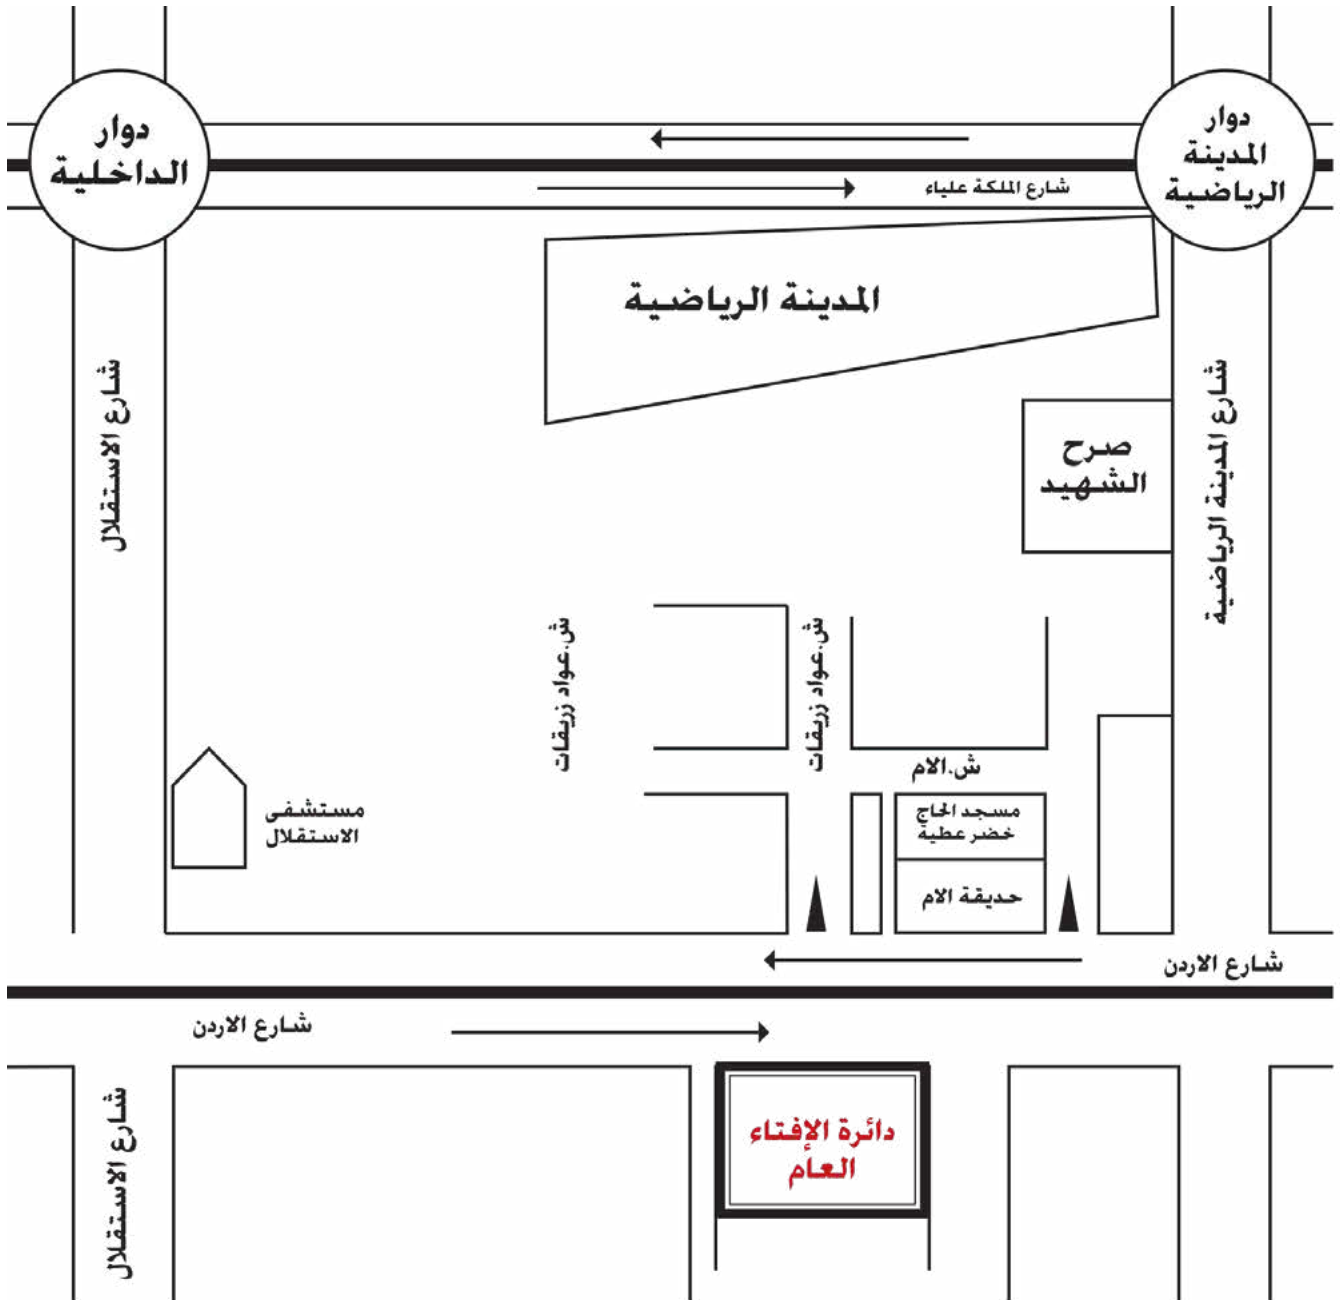 دوار
المدينة
الرياضية
دوار
الداخلية
شارع الملكة علياء
المدينة الرياضية
شارع المدينة الرياضية
شارع الاستقلال
صرح
الشهيد
ش.عواد زريقات
ش.عواد زريقات
ش.الام
مسجد الحاج
خضر عطية
حديقة الام
مستشفى
الاستقلال
شارع الاردن
شارع الاردن
دائرة الإفتاء
العام
شارع الاستقلال